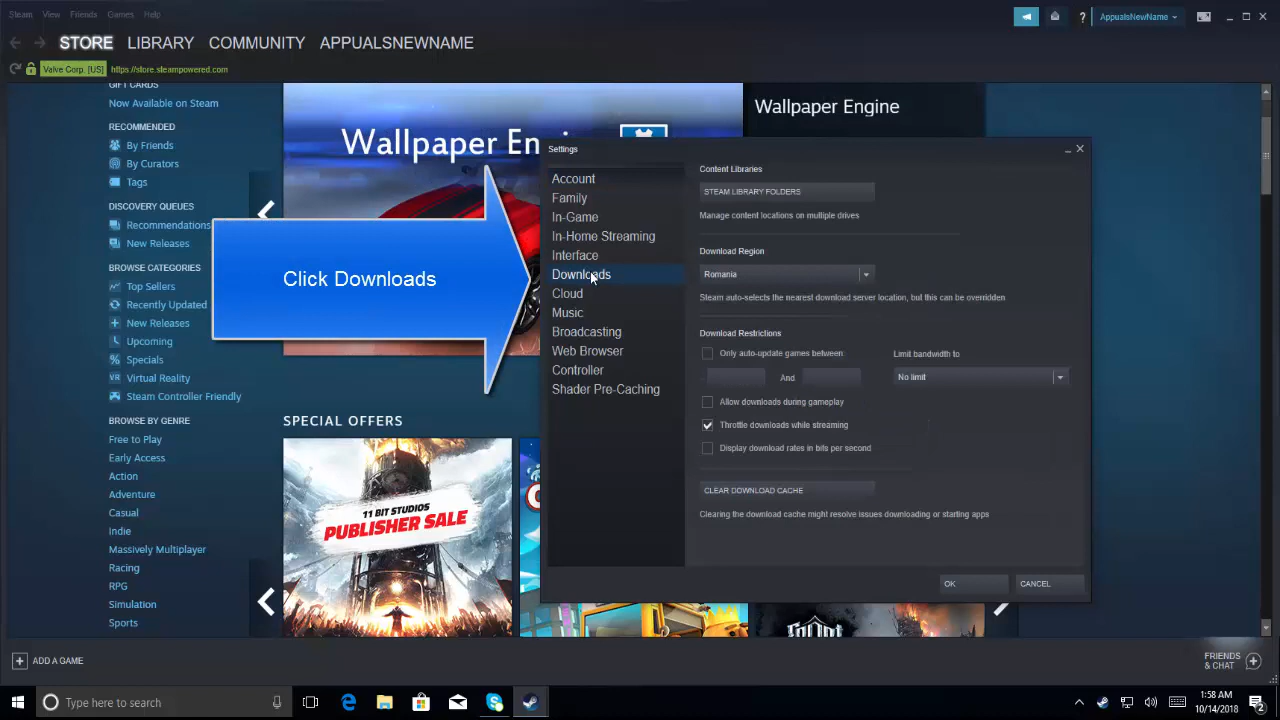 Steam View Friends Games Help
AppualsNewName
STORE LIBRARY COMMUNITY APPUALSNEWNAME
Valve Corp. [US] https://store.steampowered.com
GIFT CARDS
Now Available on Steam
RECOMMENDED
By Friends
By Curators
Tags
DISCOVERY QUEUES
Recommendations
New Releases
BROWSE CATEGORIES
Top Sellers
Recently Updated
New Releases
Upcoming
Specials
VR Virtual Reality
Steam Controller Friendly
BROWSE BY GENRE
Free to Play
Early Access
Action
Adventure
Casual
Indie
Massively Multiplayer
Racing
RPG
Simulation
Sports
Wallpaper En
Wallpaper Engine
Click Downloads
SPECIAL OFFERS
11 BIT STUDIOS
PUBLISHER SALE
Settings
Account
Family
In-Game
In-Home Streaming
Interface
Downloads
Cloud
Music
Broadcasting
Web Browser
Controller
Shader Pre-Caching
Content Libraries
STEAM LIBRARY FOLDERS
Manage content locations on multiple drives
Download Region
Romania
Steam auto-selects the nearest download server location, but this can be overridden
Download Restrictions
Only auto-update games between:
And
Limit bandwidth to
No limit
Allow downloads during gameplay
Throttle downloads while streaming
Display download rates in bits per second
CLEAR DOWNLOAD CACHE
Clearing the download cache might resolve issues downloading or starting apps
OK CANCEL
ADD A GAME
FRIENDS
& CHAT
Type here to search
1:58 AM
10/14/2018
2